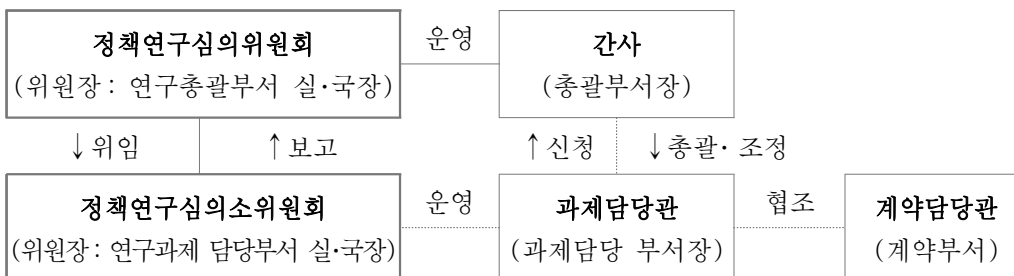 정책연구심의위원회
(위원장 : 연구총괄부서 실·국장)
운영
간사
(총괄부서장)
↓위임
↑보고
↑신청
↓총괄· 조정
정책연구심의소위원회
(위원장 : 연구과제 담당부서 실·국장)
운영
과제담당관
(과제담당 부서장)
협조
계약담당관
(계약부서)